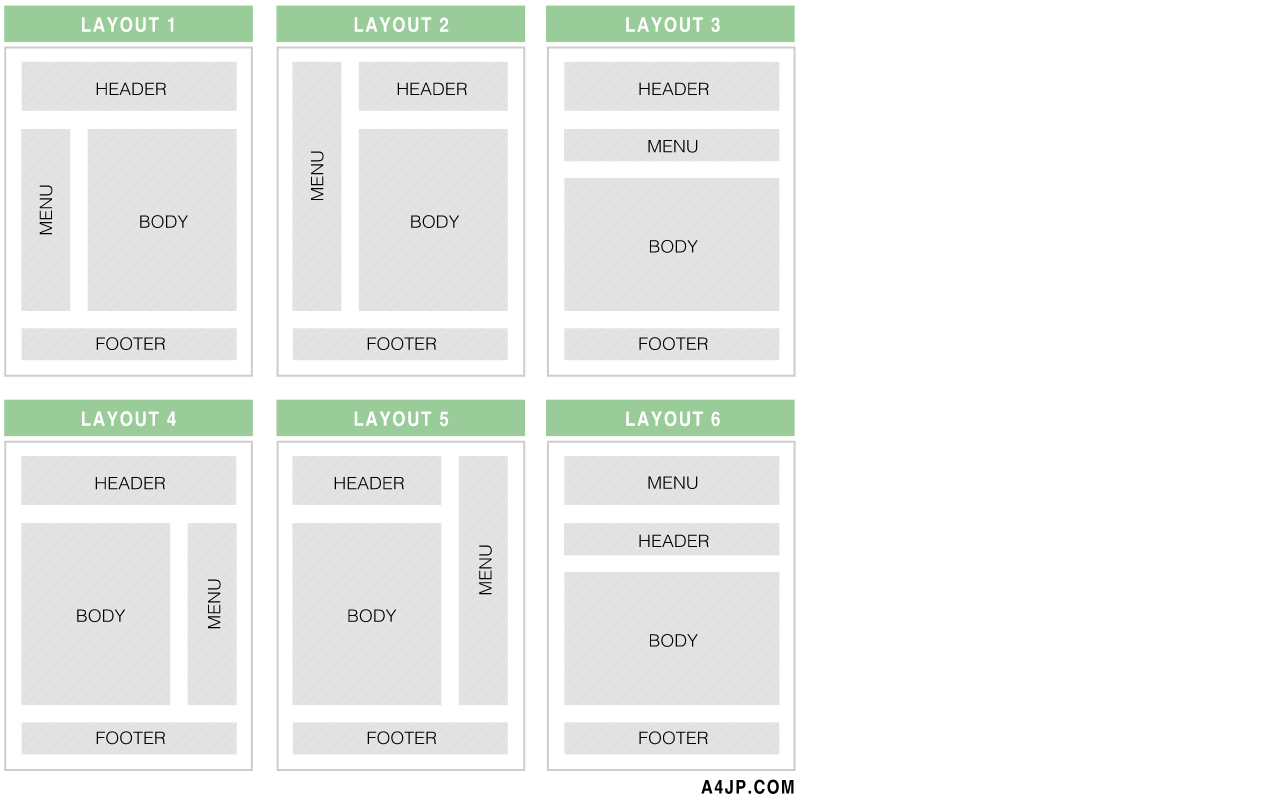 LAYOUT 1
HEADER
MENU
BODY
FOOTER
LAYOUT 2
MENU
HEADER
BODY
FOOTER
LAYOUT 3
HEADER
MENU
BODY
FOOTER
LAYOUT 4
HEADER
BODY
MENU
FOOTER
LAYOUT 5
HEADER
MENU
BODY
FOOTER
LAYOUT 6
MENU
HEADER
BODY
FOOTER
A4JP.COM